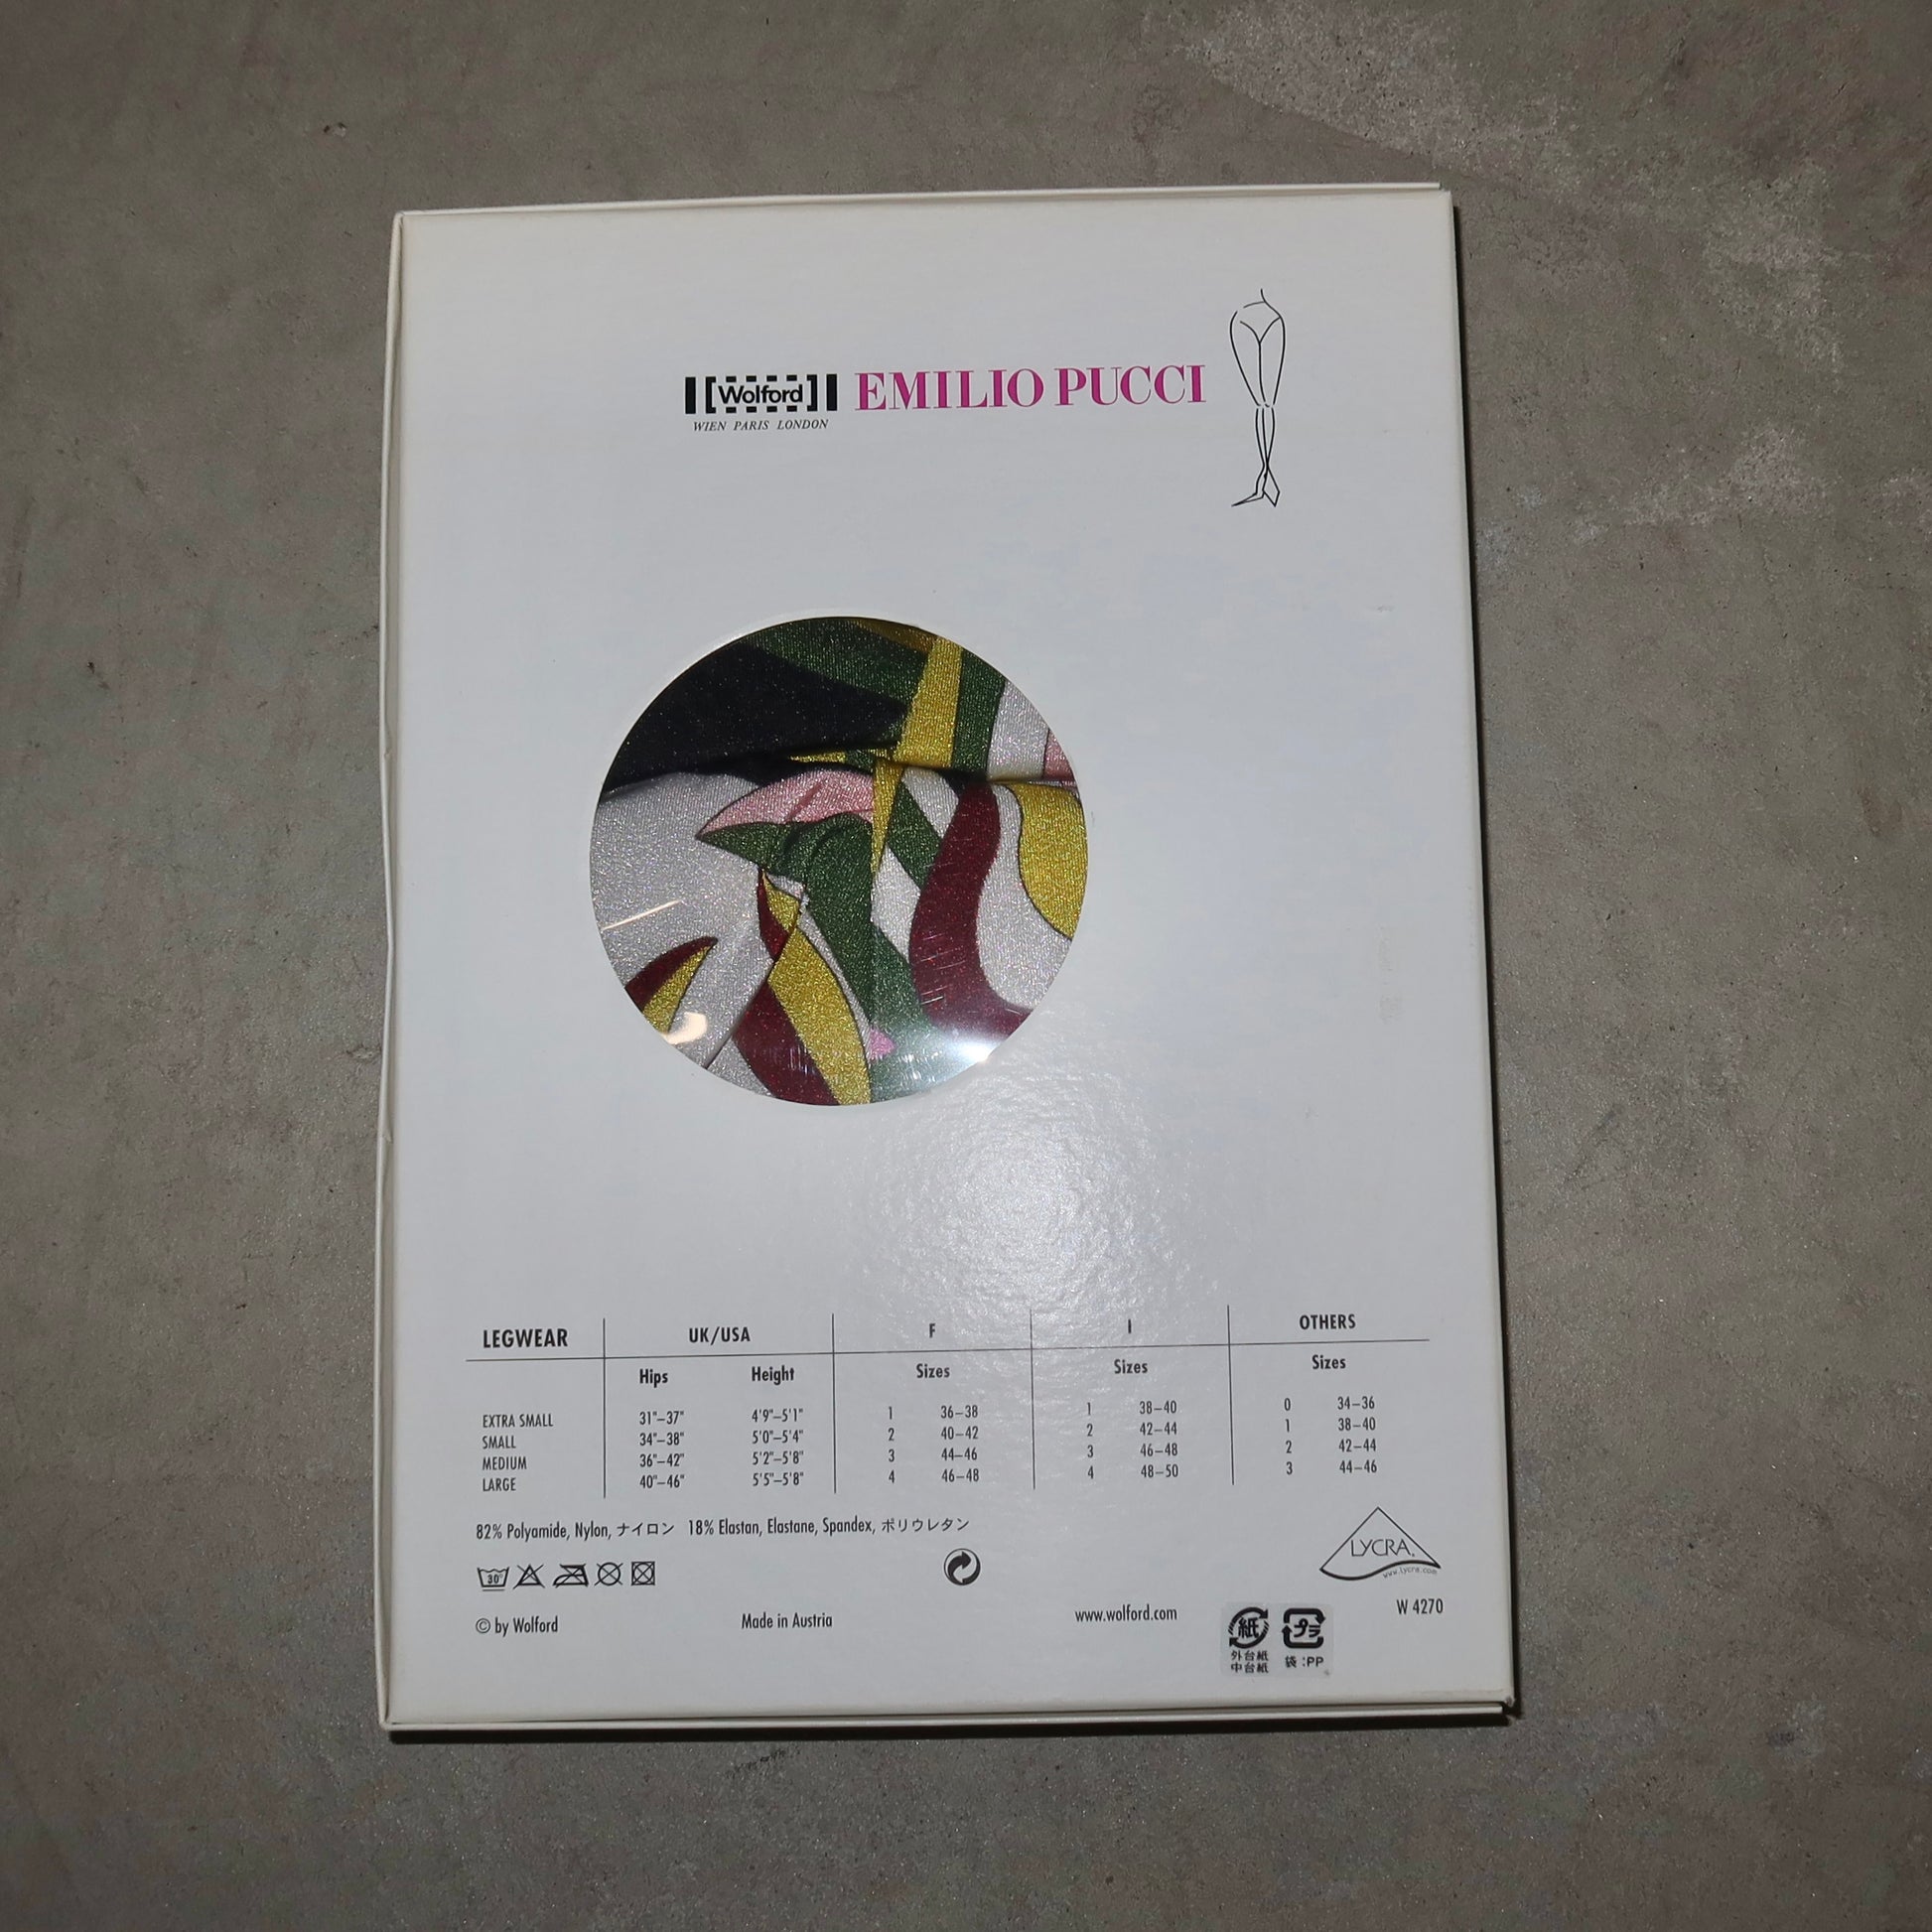 Wolford EMILIO PUCCI
WIEN PARIS LONDON
LEGWEAR UK/USA F I OTHERS
Hips Height Sizes Sizes Sizes
EXTRA SMALL 31"–37" 4'9"–5'1" 1 36–38 1 38–40 0 34–36
SMALL 34"–38" 5'0"–5'4" 2 40–42 2 42–44 1 38–40
MEDIUM 36"–42" 5'2"–5'8" 3 44–46 3 46–48 2 42–44
LARGE 40"–46" 5'5"–5'8" 4 46–48 4 48–50 3 44–46
82% Polyamide, Nylon, ナイロン 18% Elastan, Elastane, Spandex, ポリウレタン
LYCRA
www.lycra.com
30°
© by Wolford Made in Austria www.wolford.com W 4270
紙 プラ
外台紙 袋:PP
中台紙